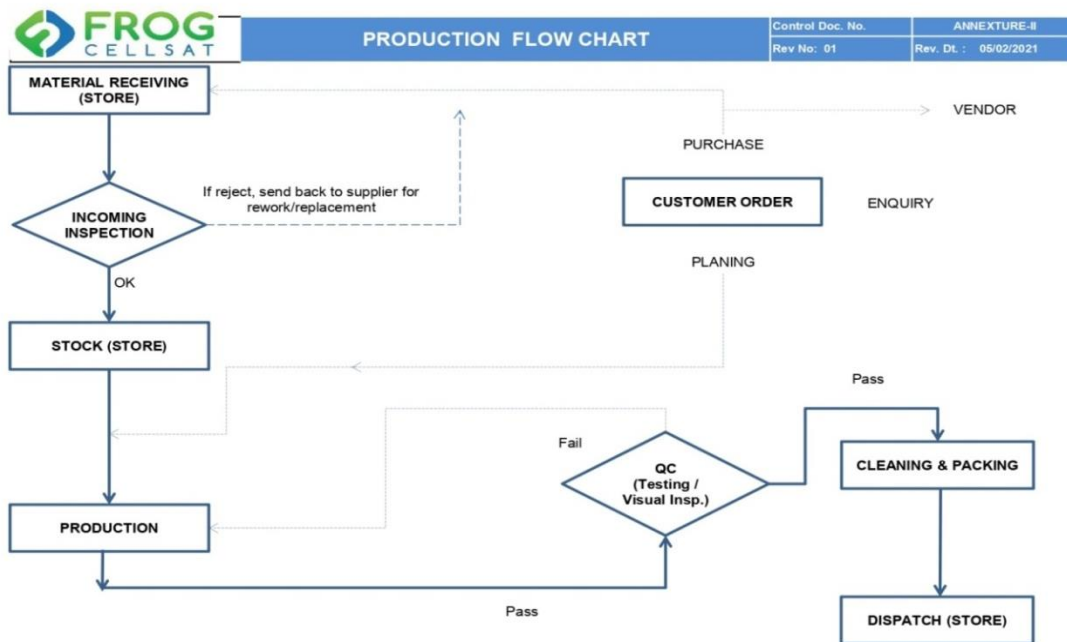 FROG
CELLSAT
PRODUCTION FLOW CHART
Control Doc. No.
ANNEXTURE-II
Rev No: 01
Rev. Dt. : 05/02/2021
MATERIAL RECEIVING
(STORE)
VENDOR
PURCHASE
If reject, send back to supplier for
rework/replacement
CUSTOMER ORDER
ENQUIRY
INCOMING
INSPECTION
PLANING
OK
STOCK (STORE)
Pass
Fail
QC
(Testing /
Visual Insp.)
CLEANING & PACKING
PRODUCTION
Pass
DISPATCH (STORE)